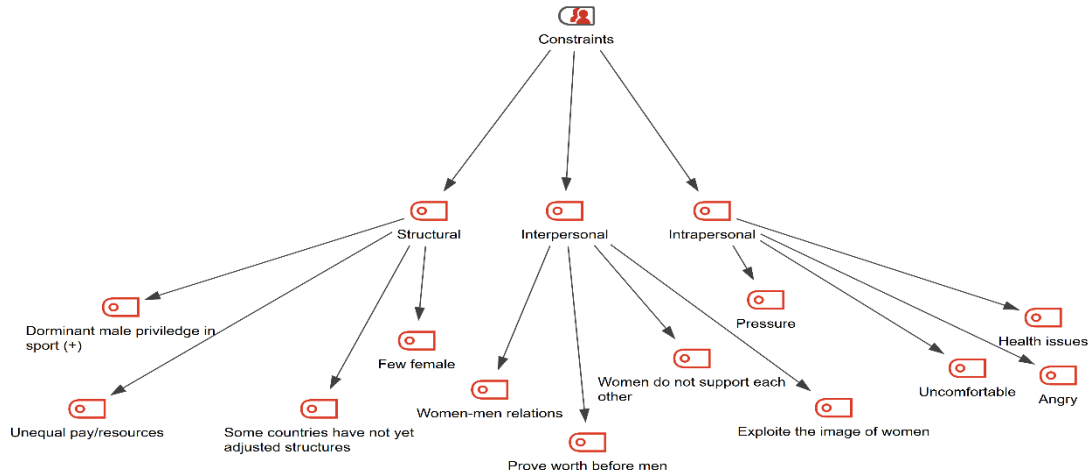 Constraints
Structural
Interpersonal
Intrapersonal
Dorminant male priviledge in
sport (+)
Few female
Pressure
Health issues
Women do not support each
other
Uncomfortable
Angry
Women-men relations
Unequal pay/resources
Some countries have not yet
adjusted structures
Exploite the image of women
Prove worth before men